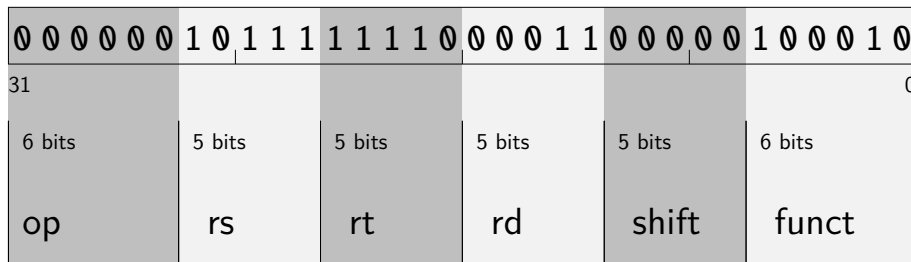 0 0 0 0 0 0 1 0 1 1 1 1 1 1 1 0 0 0 0 1 1 0 0 0 0 0 1 0 0 0 1 0
31 0
6 bits 5 bits 5 bits 5 bits 5 bits 6 bits
op rs rt rd shift funct